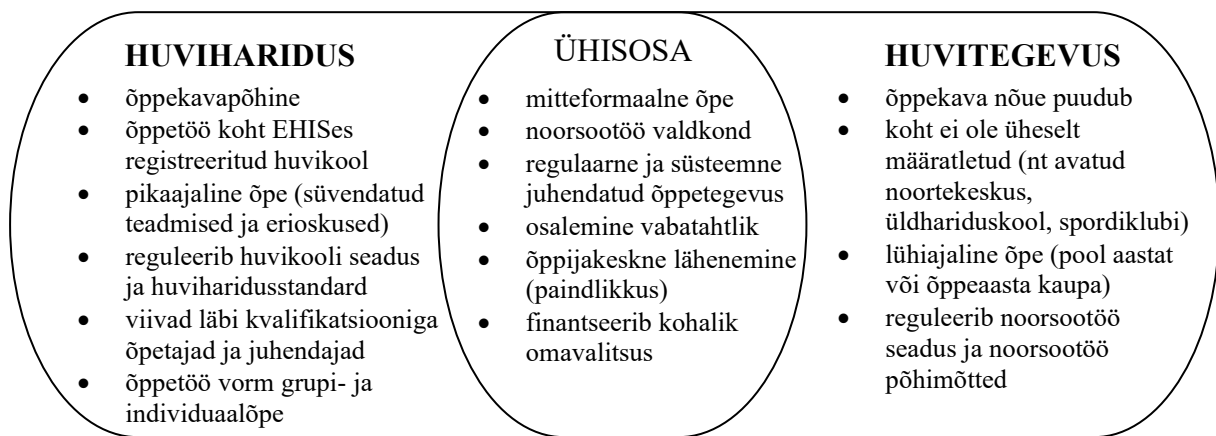 HUVIHARIDUS
• õppekavapõhine
• õppetöö koht EHISes
registreeritud huvikool
• pikaajaline õpe (süvendatud
teadmised ja erioskused)
• reguleerib huvikooli seadus
ja huviharidusstandard
• viivad läbi kvalifikatsiooniga
õpetajad ja juhendajad
• õppetöö vorm grupi- ja
individuaalõpe
ÜHISOSA
• mitteformaalne õpe
• noorsootöö valdkond
• regulaarne ja süsteemne
juhendatud õppetegevus
• osalemine vabatahtlik
• õppijakeskne lähenemine
(paindlikkus)
• finantseerib kohalik
omavalitsus
HUVITEGEVUS
• õppekava nõue puudub
• koht ei ole üheselt
määratletud (nt avatud
noortekeskus,
üldhariduskool, spordiklubi)
• lühiajaline õpe (pool aastat
või õppeaasta kaupa)
• reguleerib noorsootöö
seadus ja noorsootöö
põhimõtted